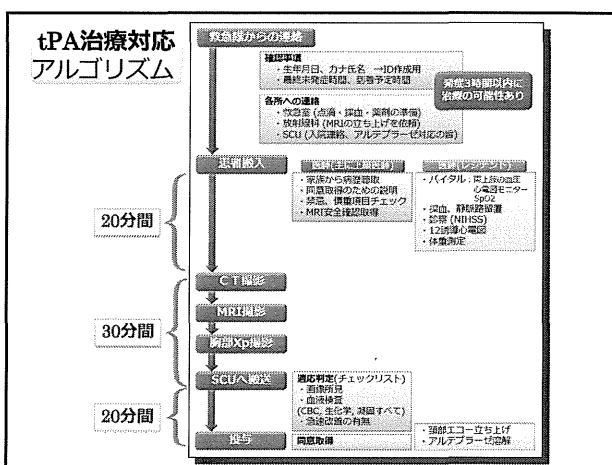 tPA治療対応
アルゴリズム
救急隊からの連絡
確認事項
・生年月日、カナ氏名 →ID作成用
・最終未発症時間、到着予定時間
発症3時間以内に
治療の可能性あり
各所への連絡
・救急室 (点滴・採血・薬剤の準備)
・放射線科 (MRIの立ち上げを依頼)
・SCU (入院連絡、アルテプラーゼ対応の旨)
患者搬入
・家族から病歴聴取
・同意取得のための説明
・禁忌、慎重項目チェック
・MRI安全確認取得
医師(レジデント)
・バイタル：両上肢の血圧
心電図モニター
SpO2
・採血、静脈路留置
・診察 (NIHSS)
・12誘導心電図
・体重測定
20分間
CT撮影
MRI撮影
胸部Xp撮影
30分間
SCUへ搬送
適応判定(チェックリスト)
・画像所見
・血液検査
(CBC, 生化学, 凝固すべて)
・急速改善の有無
20分間
投与
同意取得
・頸部エコー立ち上げ
・アルテプラーゼ溶解